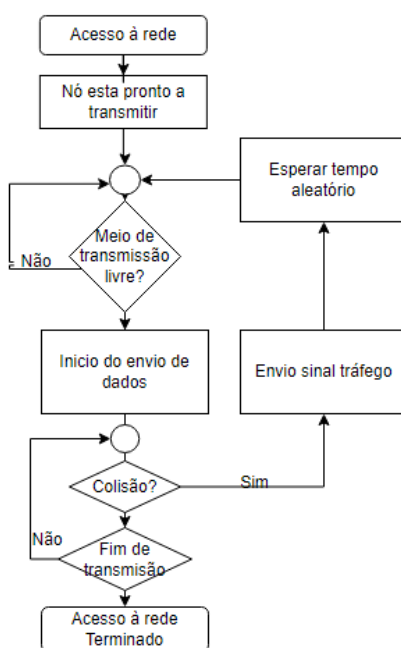 Acesso à rede
Nó esta pronto a
transmitir
Esperar tempo
aleatório
Meio de
transmissão
livre?
Não
Inicio do envio de
dados
Envio sinal tráfego
Colisão?
Sim
Não
Fim de
transmisão
Acesso à rede
Terminado